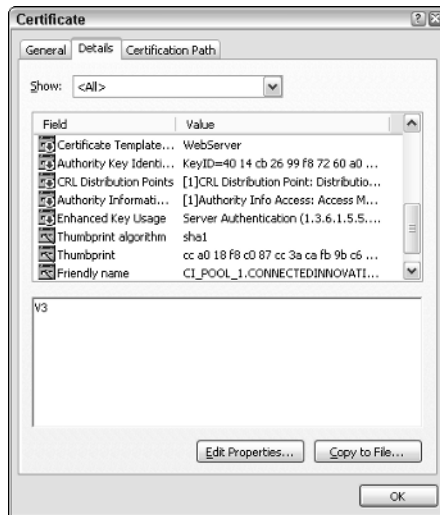 Certificate
General Details Certification Path
Show: <All>
Field Value
Certificate Template... WebServer
Authority Key Identi... KeyID=40 14 cb 26 99 f8 72 60 a0 ...
CRL Distribution Points [1]CRL Distribution Point: Distributio...
Authority Informati... [1]Authority Info Access: Access M...
Enhanced Key Usage Server Authentication (1.3.6.1.5.5....
Thumbprint algorithm sha1
Thumbprint cc a0 18 f8 c0 87 cc 3a ca fb 9b c6 ...
Friendly name CI_POOL_1.CONNECTEDINNOVATI...
V3
Edit Properties... Copy to File...
OK